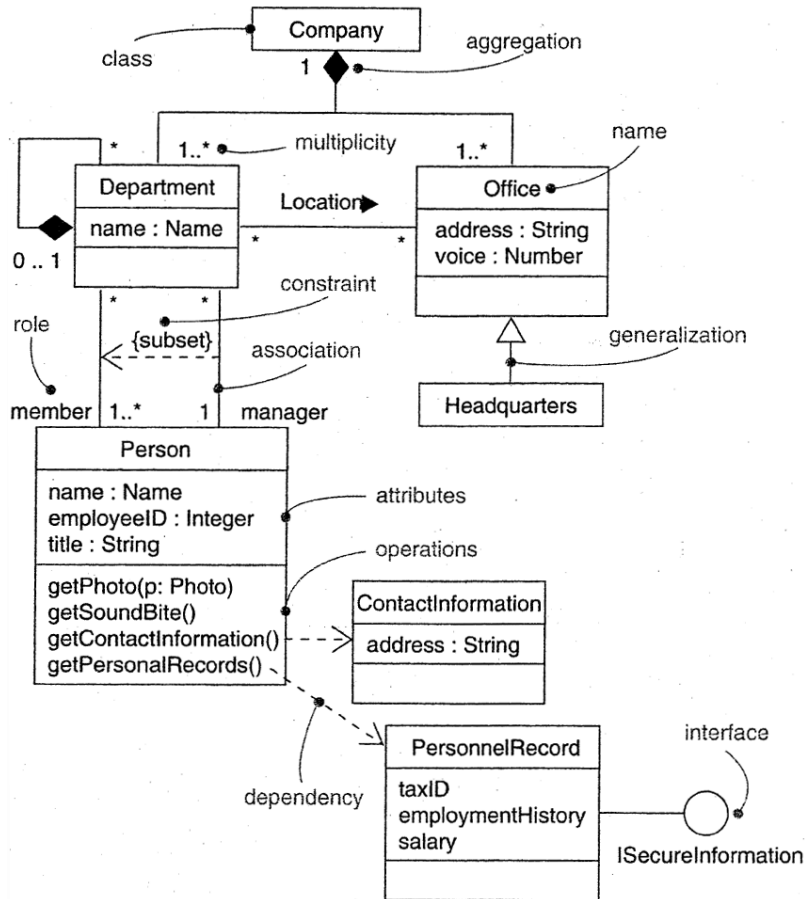 Company
class
aggregation
1
* 1..* multiplicity 1..* name
Department
Office
Location
name : Name
address : String
voice : Number
* *
0 .. 1
* * constraint
role
{subset}
association
generalization
member 1..* 1 manager
Headquarters
Person
name : Name
employeeID : Integer
title : String
attributes
operations
getPhoto(p: Photo)
getSoundBite()
getContactInformation()
getPersonalRecords()
ContactInformation
address : String
dependency
PersonnelRecord
taxID
employmentHistory
salary
interface
ISecureInformation